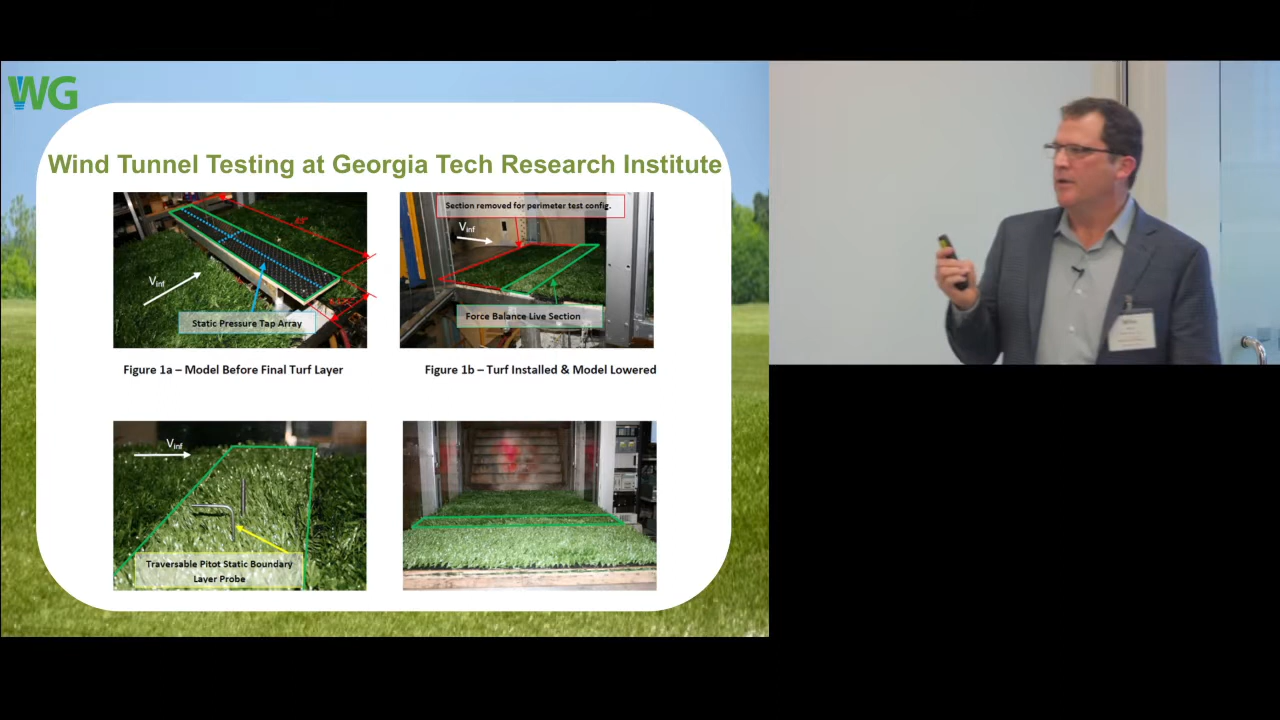 WG
Wind Tunnel Testing at Georgia Tech Research Institute
Section removed for perimeter test config.
Vinf
Vinf
Static Pressure Tap Array
Force Balance Live Section
Figure 1a – Model Before Final Turf Layer
Figure 1b – Turf Installed & Model Lowered
Vinf
Traversable Pitot Static Boundary
Layer Probe